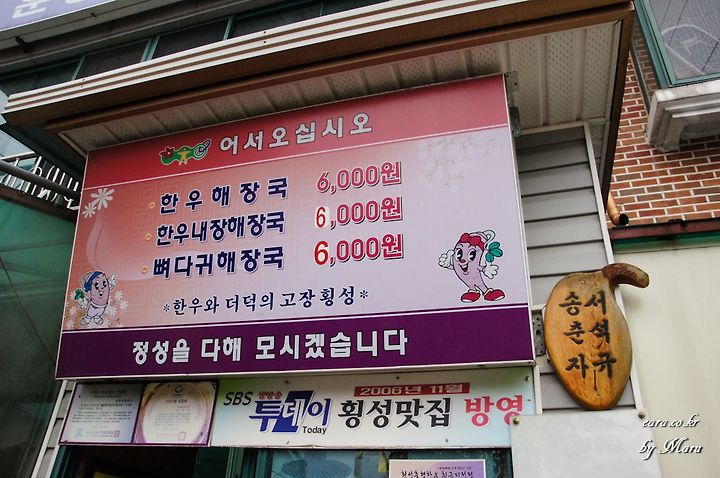 어서오십시오
한우해장국 6,000원
한우내장해장국 6,000원
뼈다귀해장국 6,000원
*한우와 더덕의 고장 횡성*
정성을 다해 모시겠습니다
SBS 생방송 투데이 Today 2006년 11월 횡성맛집 방영
종춘자
서석규
eara.co.kr
by Maru